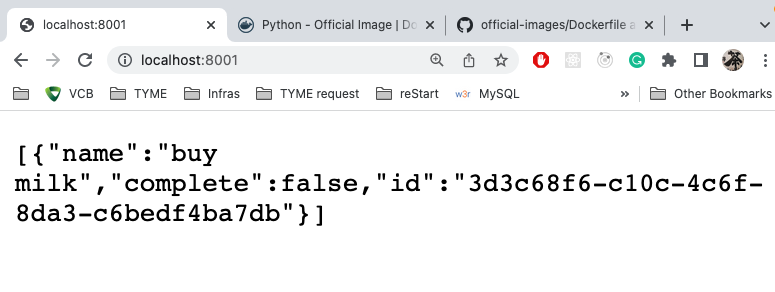 localhost:8001
Python - Official Image | Do
official-images/Dockerfile a
localhost:8001
VCB TYME Infras TYME request reStart w3r MySQL » Other Bookmarks
[{"name":"buy
milk","complete":false,"id":"3d3c68f6-c10c-4c6f-
8da3-c6bedf4ba7db"}]